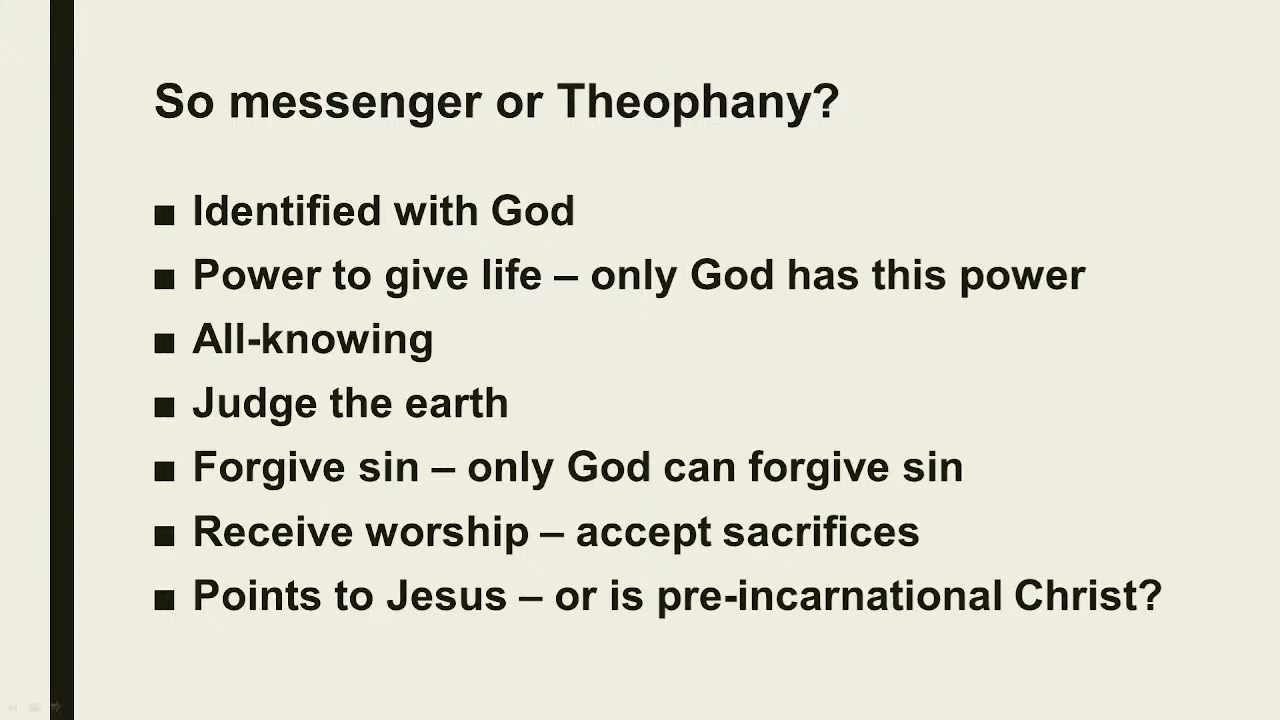 So messenger or Theophany?
■ Identified with God
■ Power to give life – only God has this power
■ All-knowing
■ Judge the earth
■ Forgive sin – only God can forgive sin
■ Receive worship – accept sacrifices
■ Points to Jesus – or is pre-incarnational Christ?